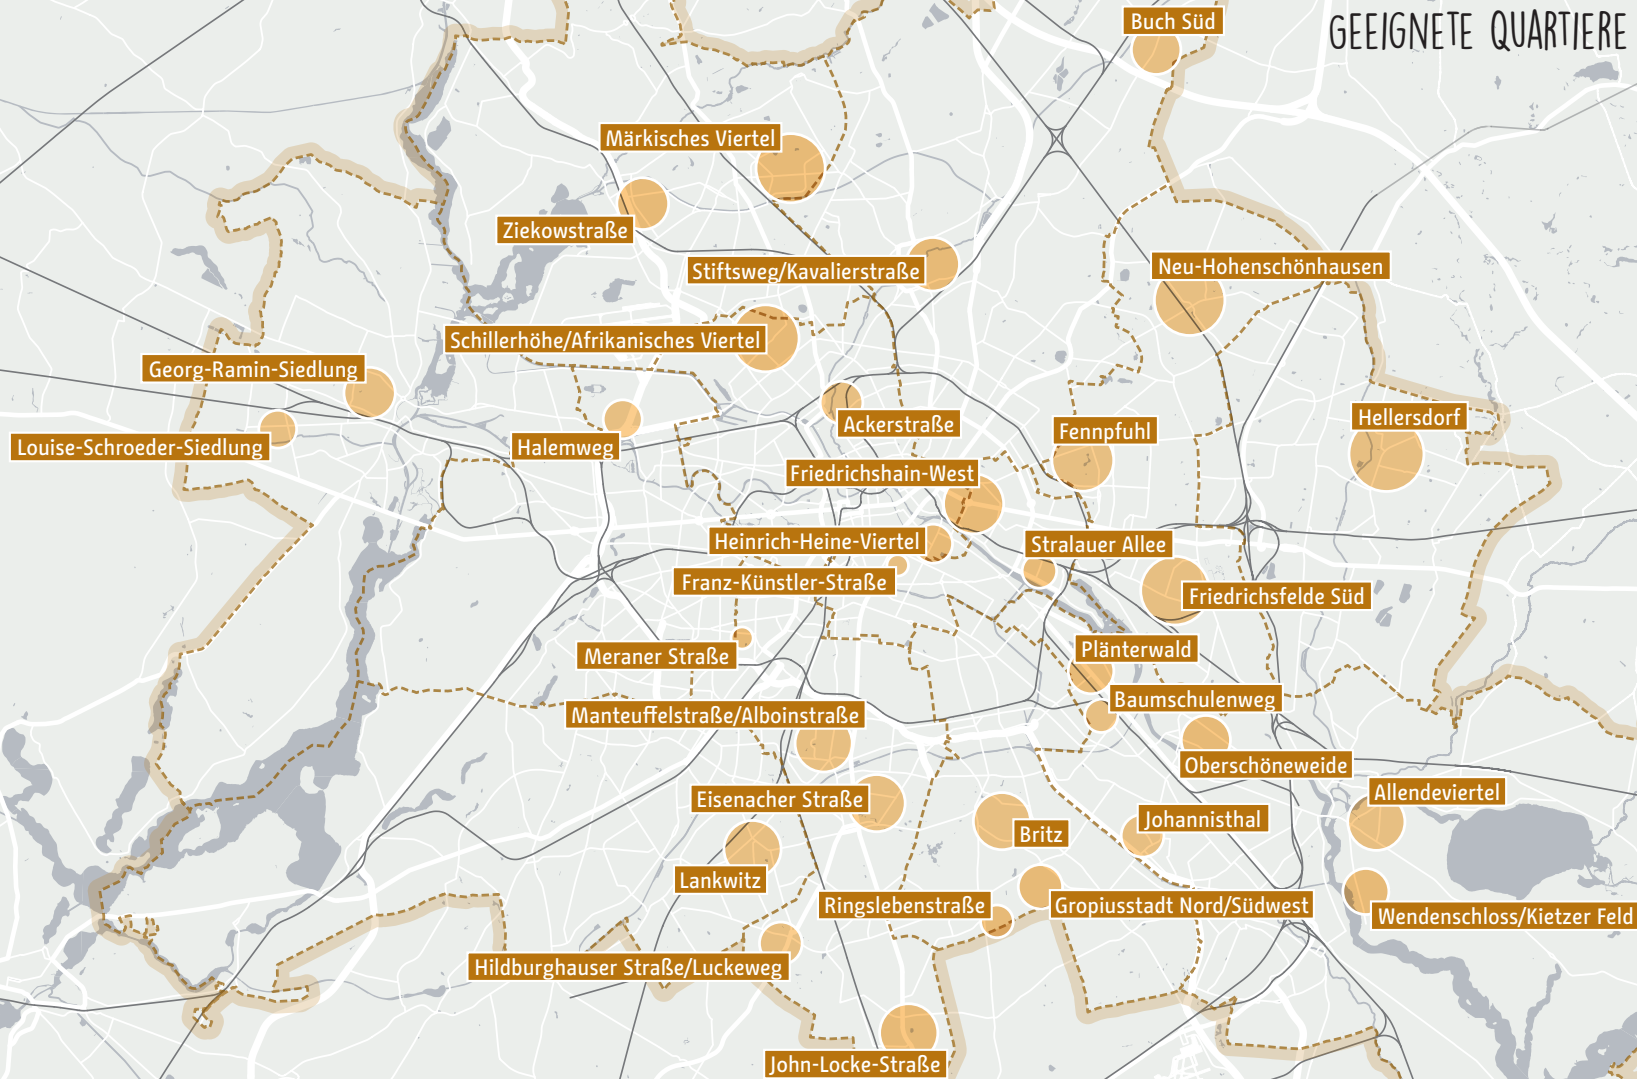 GEEIGNETE QUARTIERE
Buch Süd
Märkisches Viertel
Ziekowstraße
Stiftsweg/Kavalierstraße
Neu-Hohenschönhausen
Schillerhöhe/Afrikanisches Viertel
Georg-Ramin-Siedlung
Louise-Schroeder-Siedlung
Halemweg
Ackerstraße
Fennpfuhl
Hellersdorf
Friedrichshain-West
Heinrich-Heine-Viertel
Stralauer Allee
Franz-Künstler-Straße
Friedrichsfelde Süd
Meraner Straße
Plänterwald
Baumschulenweg
Manteuffelstraße/Alboinstraße
Oberschöneweide
Eisenacher Straße
Allendeviertel
Johannisthal
Britz
Lankwitz
Ringslebenstraße
Gropiusstadt Nord/Südwest
Wendenschloss/Kietzer Feld
Hildburghauser Straße/Luckeweg
John-Locke-Straße